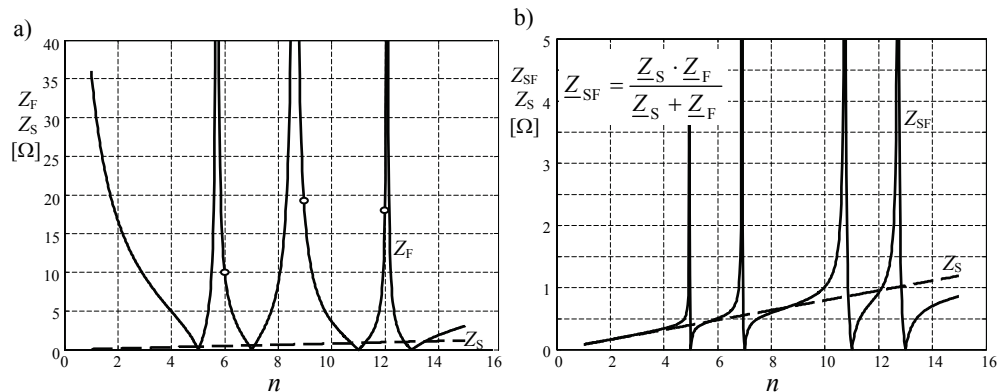 a)
40
35
30
25
20
15
10
5
0
Z_F
Z_S
[Ω]
Z_F
Z_S
0 2 4 6 8 10 12 14 16
n
b)
5
4
3
2
1
0
Z_SF
Z_S
[Ω]
Z_SF = Z_S · Z_F / Z_S + Z_F
Z_SF
Z_S
0 2 4 6 8 10 12 14 16
n